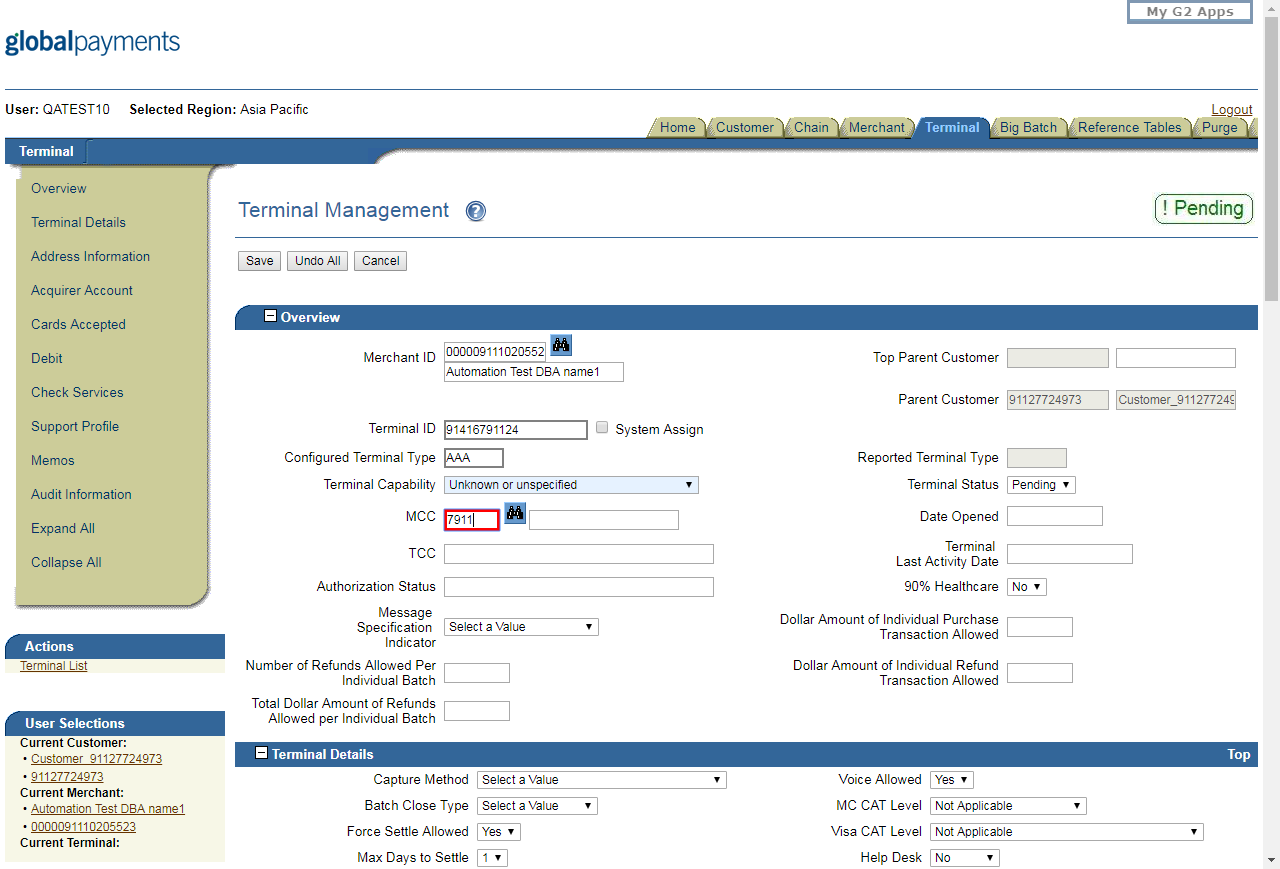 My G2 Apps
globalpayments
User: QATEST10 Selected Region: Asia Pacific
Logout
Home Customer Chain Merchant Terminal Big Batch Reference Tables Purge
Terminal
Overview
Terminal Details
Address Information
Acquirer Account
Cards Accepted
Debit
Check Services
Support Profile
Memos
Audit Information
Expand All
Collapse All
Actions
Terminal List
User Selections
Current Customer:
• Customer_91127724973
• 91127724973
Current Merchant:
• Automation Test DBA name1
• 0000091110205523
Current Terminal:
Terminal Management ?
! Pending
Save Undo All Cancel
Overview
Merchant ID 000009111020552
Automation Test DBA name1
Top Parent Customer
Parent Customer 91127724973 Customer_911277249
Terminal ID 91416791124 System Assign
Configured Terminal Type AAA
Reported Terminal Type
Terminal Capability Unknown or unspecified
Terminal Status Pending
MCC 7911
Date Opened
TCC
Terminal
Last Activity Date
Authorization Status
90% Healthcare No
Message
Specification
Indicator
Select a Value
Dollar Amount of Individual Purchase
Transaction Allowed
Number of Refunds Allowed Per
Individual Batch
Dollar Amount of Individual Refund
Transaction Allowed
Total Dollar Amount of Refunds
Allowed per Individual Batch
Terminal Details Top
Capture Method Select a Value
Voice Allowed Yes
Batch Close Type Select a Value
MC CAT Level Not Applicable
Force Settle Allowed Yes
Visa CAT Level Not Applicable
Max Days to Settle 1
Help Desk No